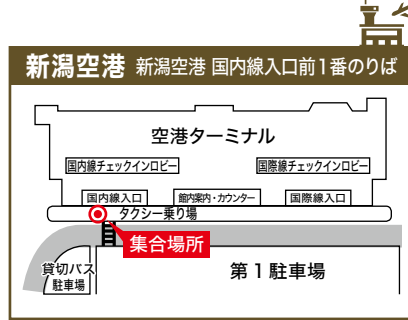 新潟空港 新潟空港 国内線入口前1番のりば
空港ターミナル
国内線チェックインロビー 国際線チェックインロビー
国内線入口 館内案内・カウンター 国際線入口
タクシー乗り場
集合場所
貸切バス
駐車場
第1駐車場